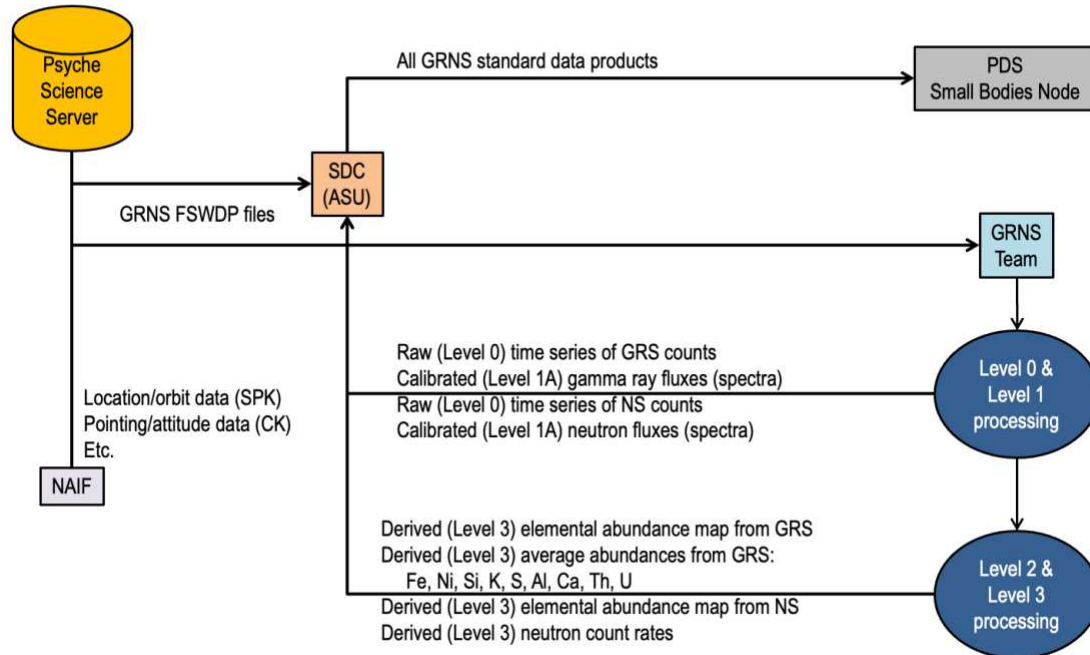 Psyche
Science
Server
All GRNS standard data products
PDS
Small Bodies Node
SDC
(ASU)
GRNS FSWDP files
GRNS
Team
Raw (Level 0) time series of GRS counts
Calibrated (Level 1A) gamma ray fluxes (spectra)
Raw (Level 0) time series of NS counts
Calibrated (Level 1A) neutron fluxes (spectra)
Level 0 &
Level 1
processing
Location/orbit data (SPK)
Pointing/attitude data (CK)
Etc.
NAIF
Derived (Level 3) elemental abundance map from GRS
Derived (Level 3) average abundances from GRS:
Fe, Ni, Si, K, S, Al, Ca, Th, U
Derived (Level 3) elemental abundance map from NS
Derived (Level 3) neutron count rates
Level 2 &
Level 3
processing